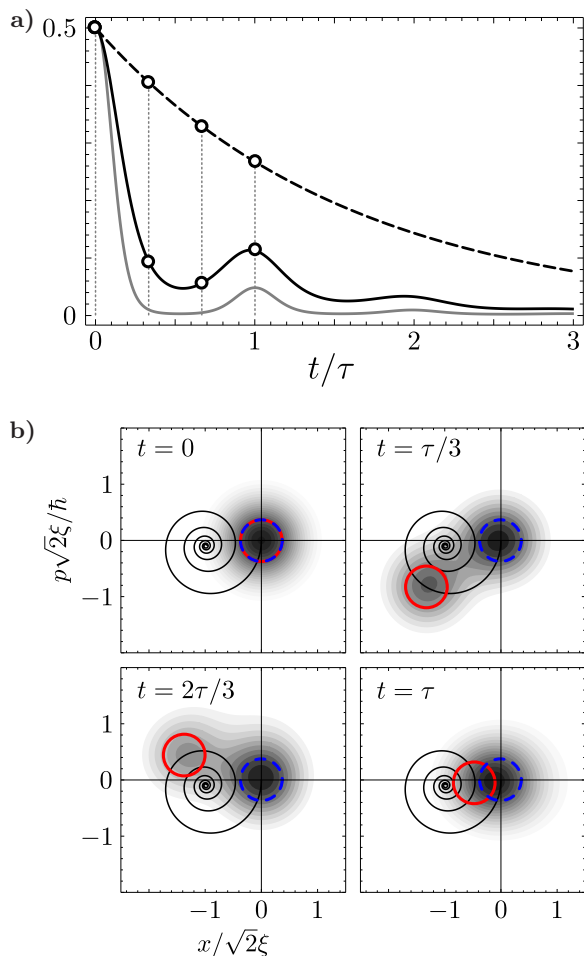 a)
0.5
0
0 1 2 3
t/τ
b)
t = 0 t = τ/3
1
0
−1
p√2ξ/ħ
t = 2τ/3 t = τ
1
0
−1
−1 0 1 −1 0 1
x/√2ξ